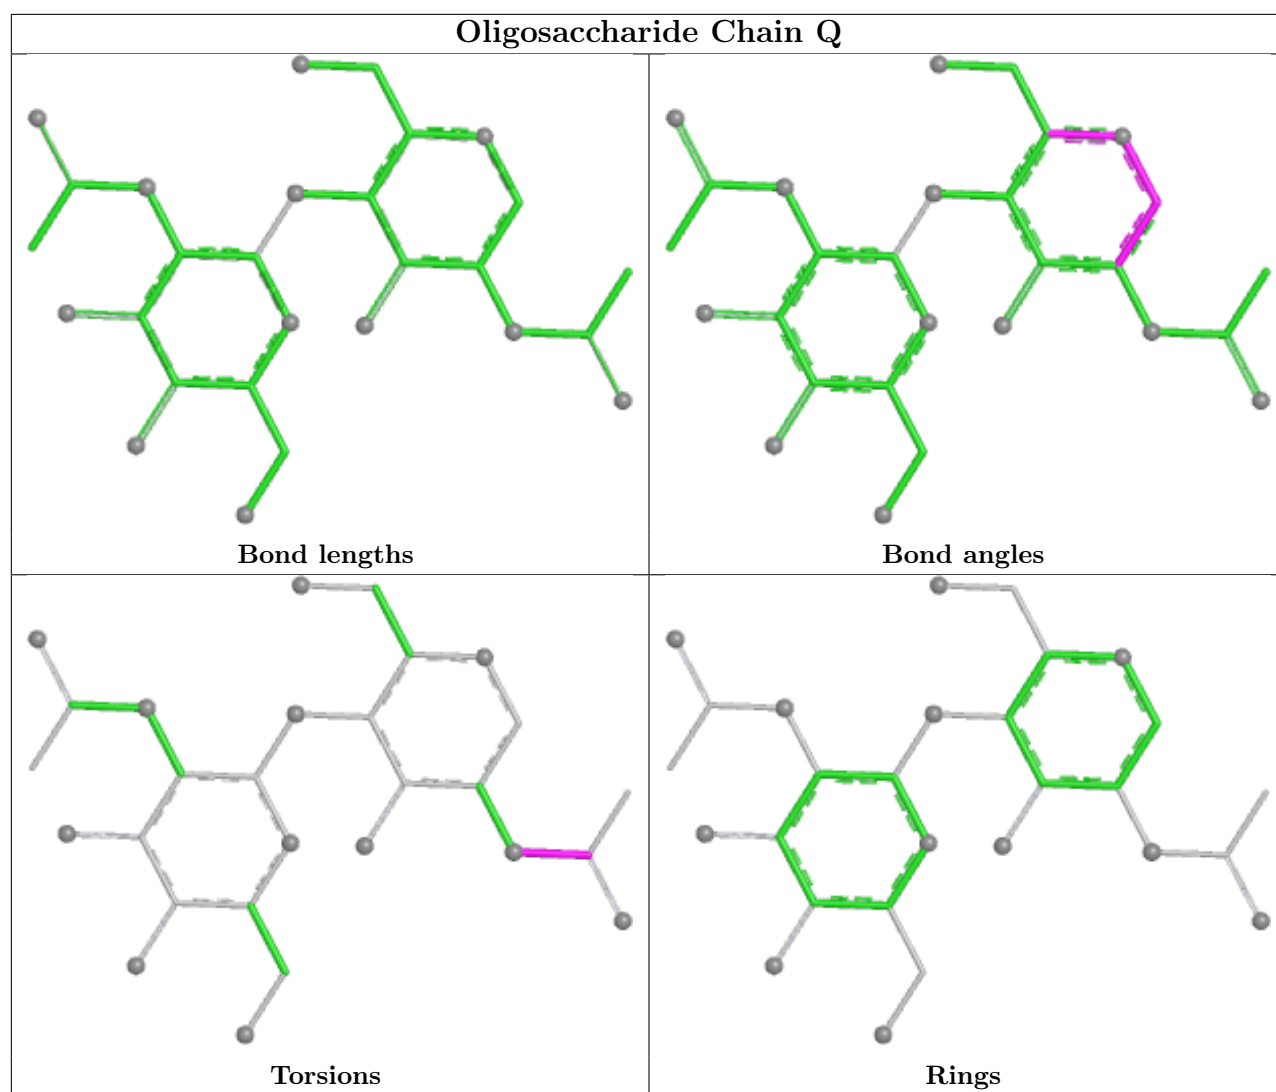 Oligosaccharide Chain Q
Bond lengths
Bond angles
Torsions
Rings